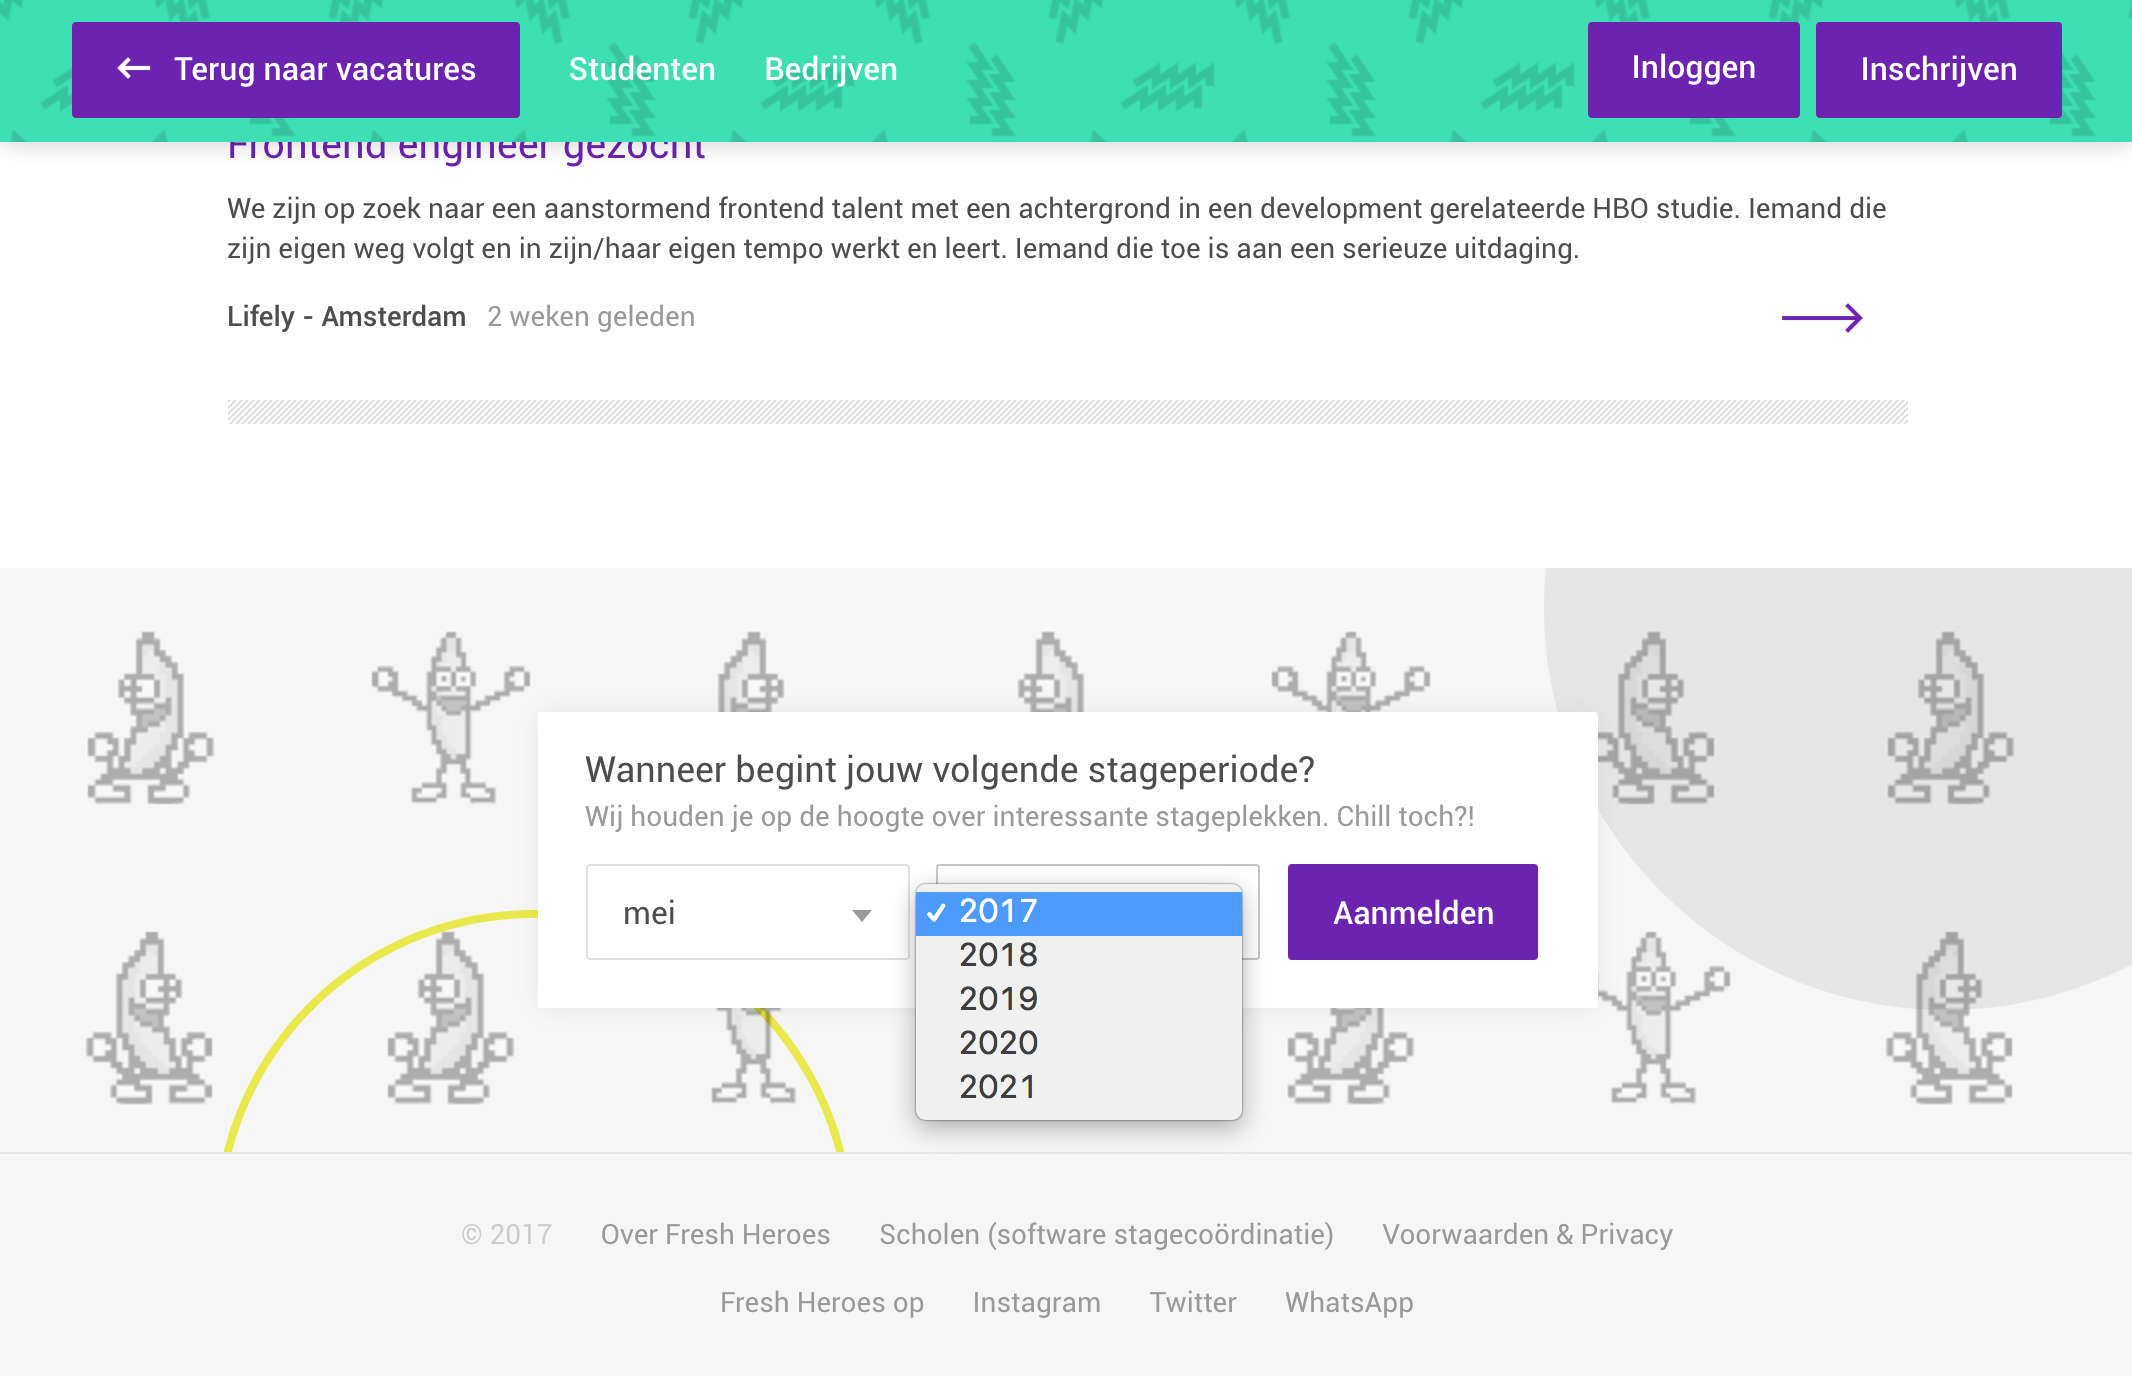 ← Terug naar vacatures
Studenten
Bedrijven
Inloggen
Inschrijven
Frontend engineer gezocht
We zijn op zoek naar een aanstormend frontend talent met een achtergrond in een development gerelateerde HBO studie. Iemand die
zijn eigen weg volgt en in zijn/haar eigen tempo werkt en leert. Iemand die toe is aan een serieuze uitdaging.
Lifely - Amsterdam 2 weken geleden
Wanneer begint jouw volgende stageperiode?
Wij houden je op de hoogte over interessante stageplekken. Chill toch?!
mei
✓ 2017
2018
2019
2020
2021
Aanmelden
© 2017 Over Fresh Heroes Scholen (software stagecoördinatie) Voorwaarden & Privacy
Fresh Heroes op Instagram Twitter WhatsApp